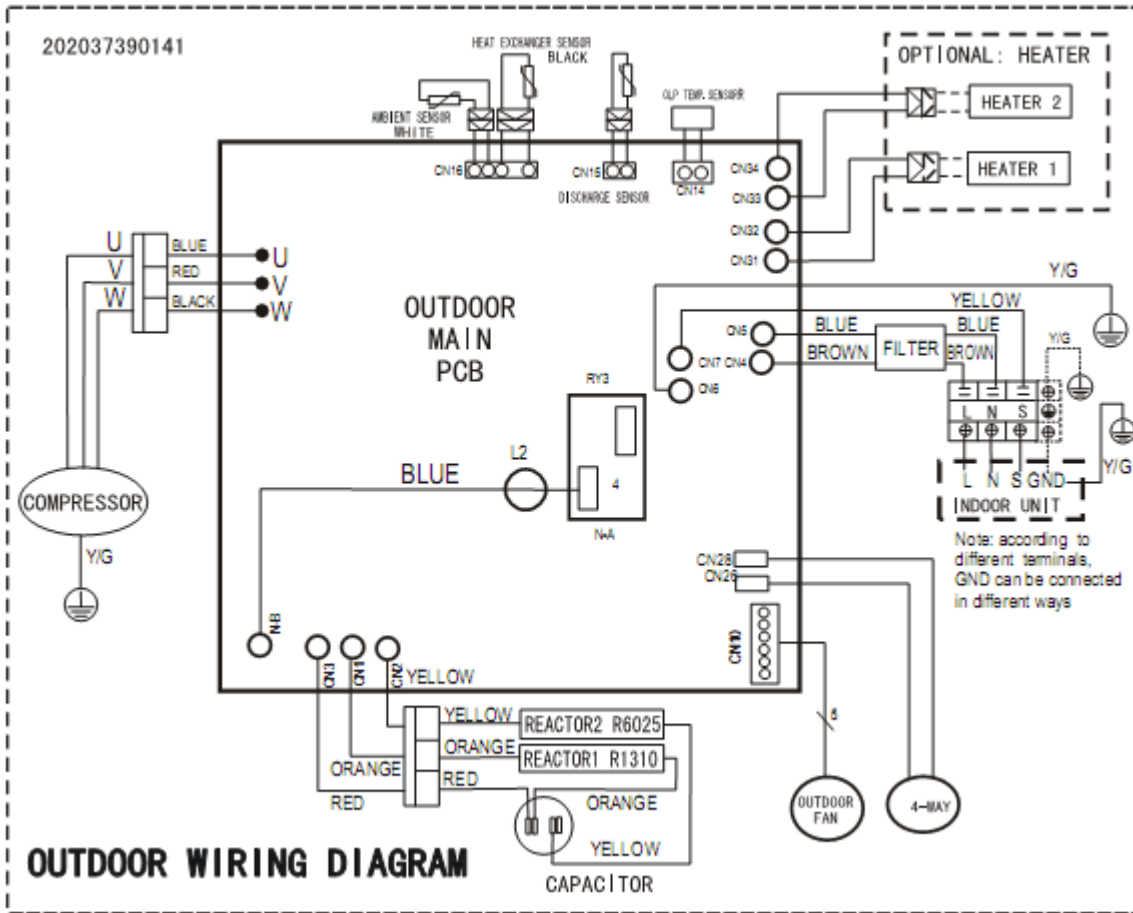 202037390141
HEAT EXCHANGER SENSOR
BLACK
AMBIENT SENSOR
WHITE
OLP TEMP. SENSOR
OPTIONAL: HEATER
HEATER 2
HEATER 1
CN16
CN15
DISCHARGE SENSOR
CN14
CN34
CN33
CN32
CN31
U
V
W
BLUE
RED
BLACK
U
V
W
OUTDOOR
MAIN
PCB
Y/G
YELLOW
CN5
BLUE
FILTER
BLUE
CN7
CN4
BROWN
BROWN
CN6
Y/G
L N S
L N S GND
Y/G
INDOOR UNIT
Note: according to
different terminals,
GND can be connected
in different ways
RY3
L2
BLUE
4
N-A
COMPRESSOR
Y/G
CN28
CN26
CN10
N-B
CN3
CN1
CN2
YELLOW
YELLOW
REACTOR2 R6025
ORANGE
REACTOR1 R1310
ORANGE
RED
RED
ORANGE
YELLOW
CAPACITOR
5
OUTDOOR
FAN
4-WAY
OUTDOOR WIRING DIAGRAM